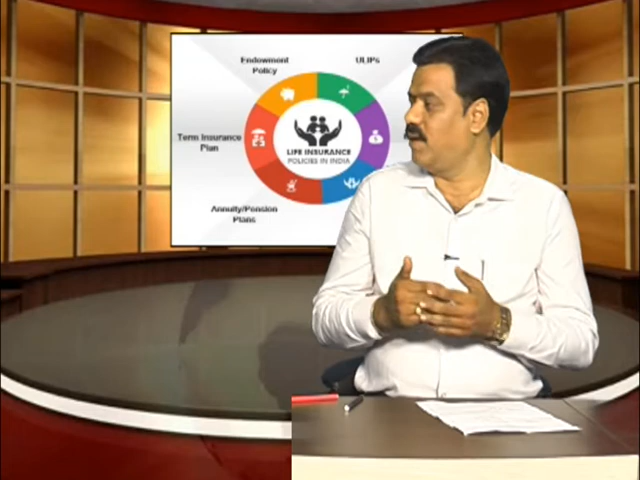 Endowment
Policy
ULIPs
Term Insurance
Plan
LIFE INSURANCE
POLICIES IN INDIA
Annuity/Pension
Plans